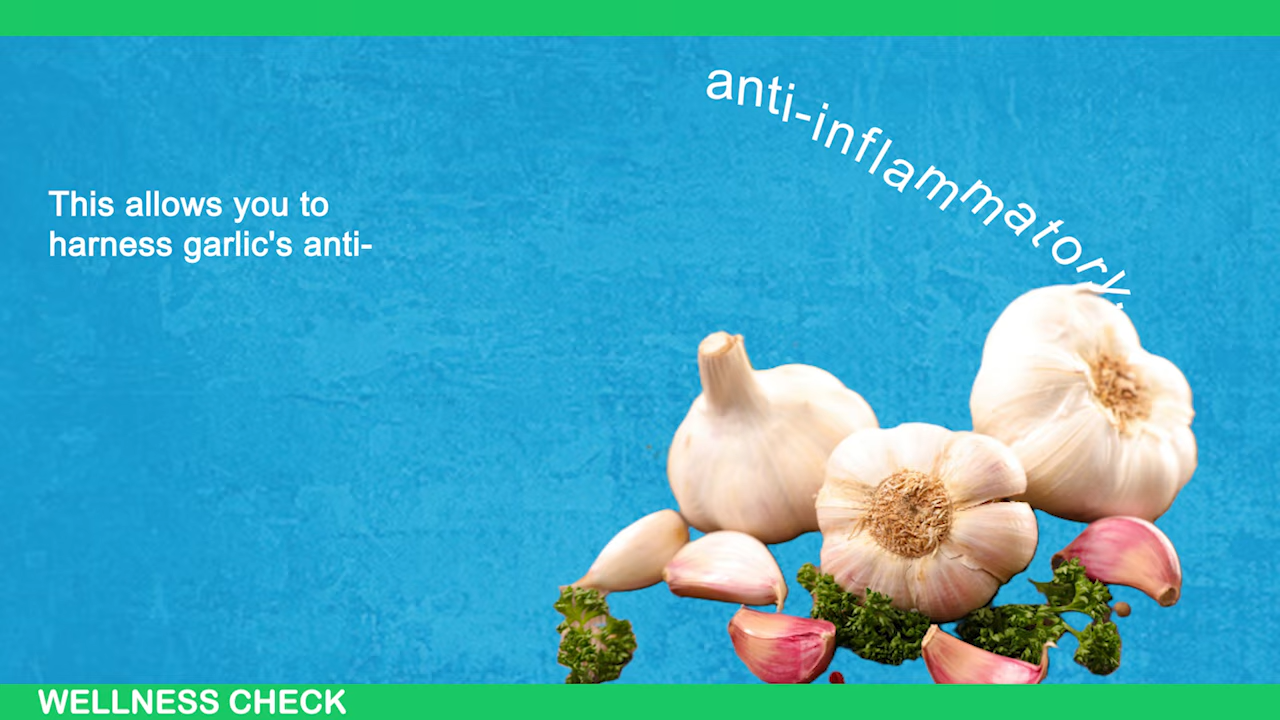 anti-inflammatory.
This allows you to
harness garlic's anti-
WELLNESS CHECK